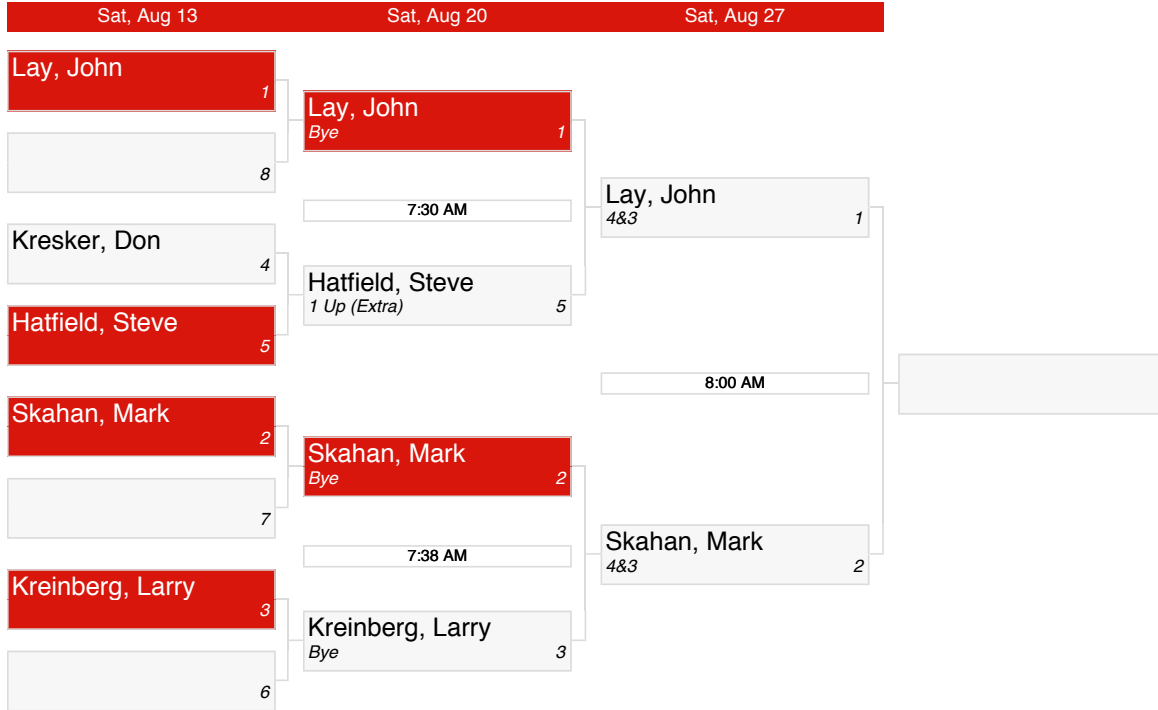 Sat, Aug 13
Sat, Aug 20
Sat, Aug 27
Lay, John
1
8
Kresker, Don
4
Hatfield, Steve
5
Skahan, Mark
2
7
Kreinberg, Larry
3
6
Lay, John
Bye 1
7:30 AM
Hatfield, Steve
1 Up (Extra) 5
Skahan, Mark
Bye 2
7:38 AM
Kreinberg, Larry
Bye 3
Lay, John
4&3 1
8:00 AM
Skahan, Mark
4&3 2